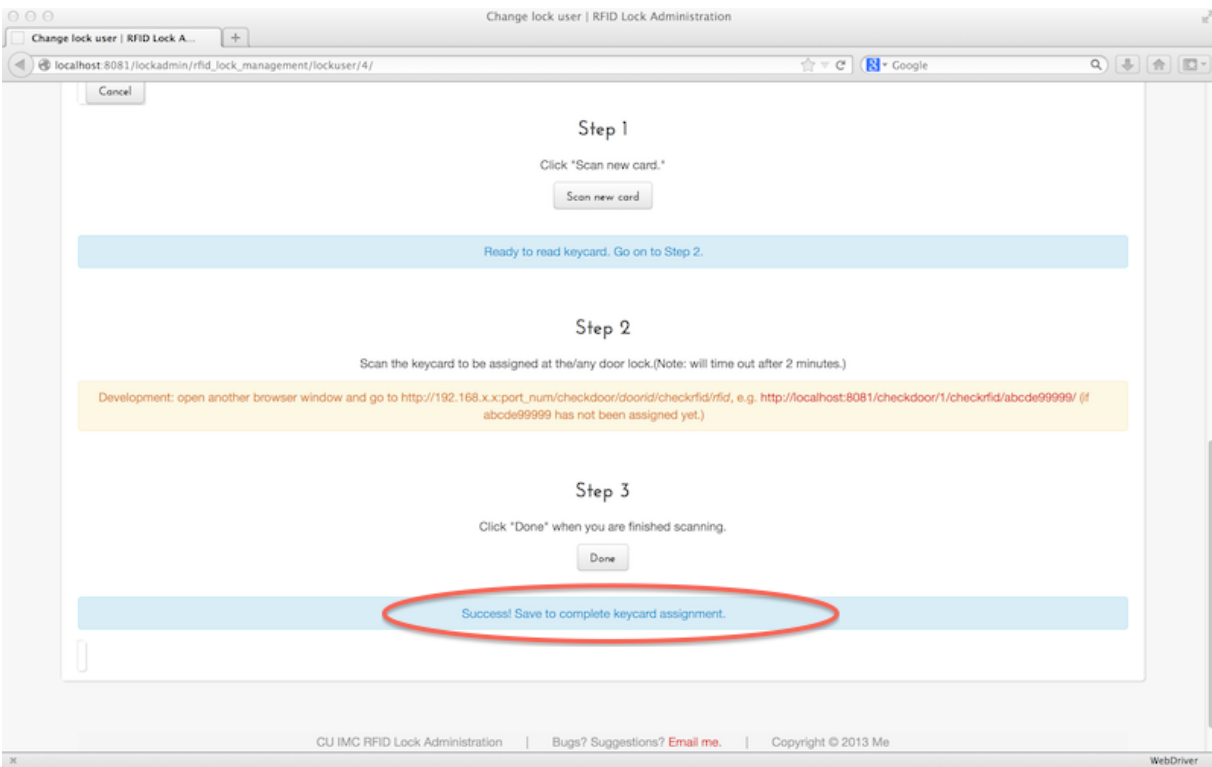 Change lock user | RFID Lock Administration
Change lock user | RFID Lock A...
+
localhost:8081/lockadmin/rfid_lock_management/lockuser/4/
Google
Cancel
Step 1
Click "Scan new card."
Scan new card
Ready to read keycard. Go on to Step 2.
Step 2
Scan the keycard to be assigned at the/any door lock.(Note: will time out after 2 minutes.)
Development: open another browser window and go to http://192.168.x.x:port_num/checkdoor/doorid/checkrfid/rfid, e.g. http://localhost:8081/checkdoor/1/checkrfid/abcde99999/ (if
abcde99999 has not been assigned yet.)
Step 3
Click "Done" when you are finished scanning.
Done
Success! Save to complete keycard assignment.
CU IMC RFID Lock Administration | Bugs? Suggestions? Email me. | Copyright © 2013 Me
WebDriver